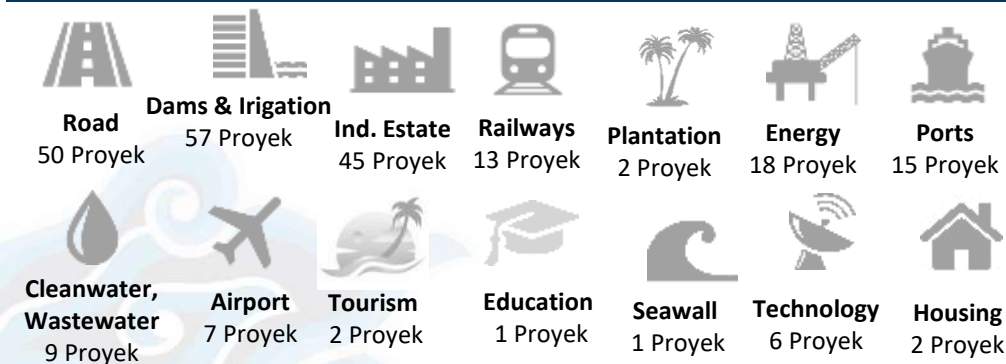 Road
50 Proyek
Dams & Irigation
57 Proyek
Ind. Estate
45 Proyek
Railways
13 Proyek
Plantation
2 Proyek
Energy
18 Proyek
Ports
15 Proyek
Cleanwater,
Wastewater
9 Proyek
Airport
7 Proyek
Tourism
2 Proyek
Education
1 Proyek
Seawall
1 Proyek
Technology
6 Proyek
Housing
2 Proyek